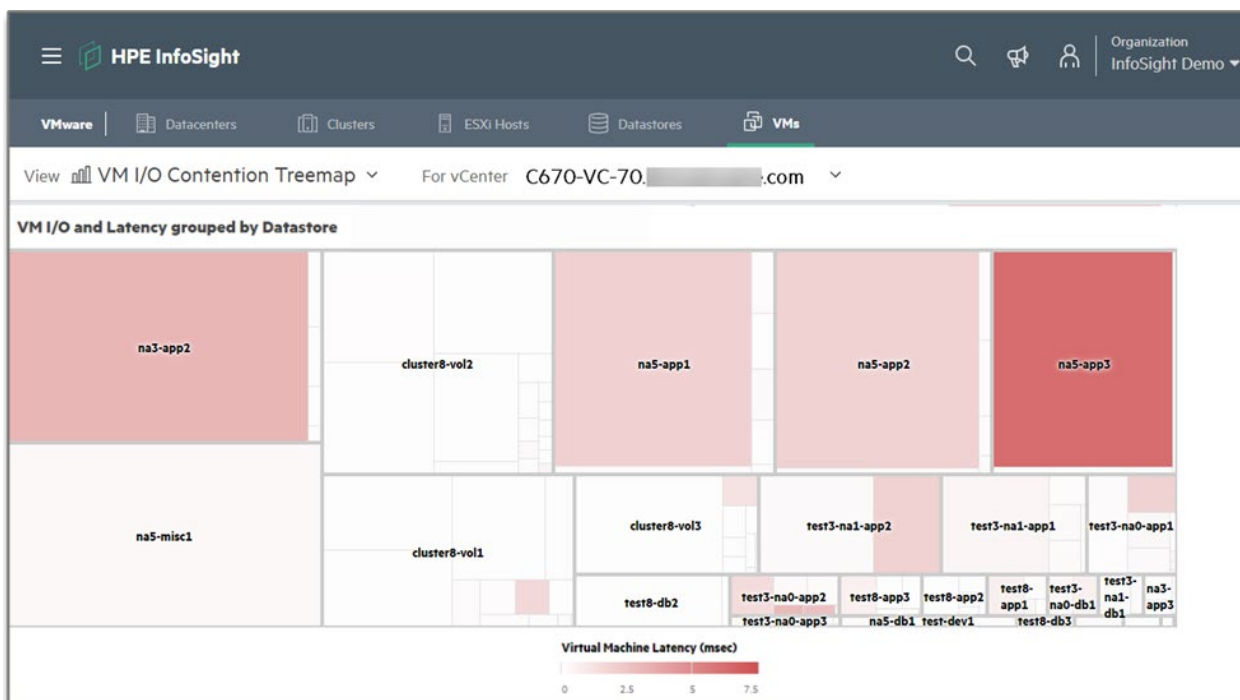 HPE InfoSight
Organization
InfoSight Demo
VMware
Datacenters
Clusters
ESXi Hosts
Datastores
VMs
View VM I/O Contention Treemap
For vCenter C670-VC-70. .com
VM I/O and Latency grouped by Datastore
na3-app2
cluster8-vol2
na5-app1
na5-app2
na5-app3
na5-misc1
cluster8-vol1
cluster8-vol3
test3-na1-app2
test3-na1-app1
test3-na0-app1
test8-db2
test3-na0-app2
test8-app3
test8-app2
test8-
app1
test3-
na0-db1
test3-
na1-
db1
na3-
app3
test3-na0-app3
na5-db1
test-dev1
test8-db3
Virtual Machine Latency (msec)
0 2.5 5 7.5